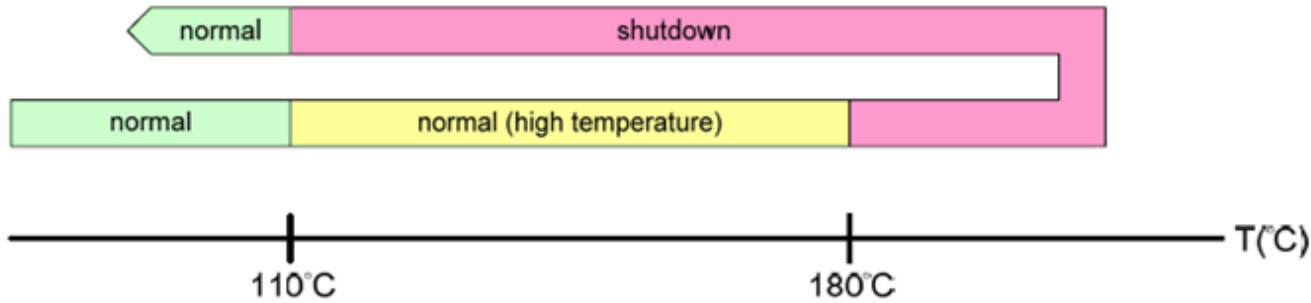 normal
shutdown
normal
normal (high temperature)
T(°C)
110°C
180°C